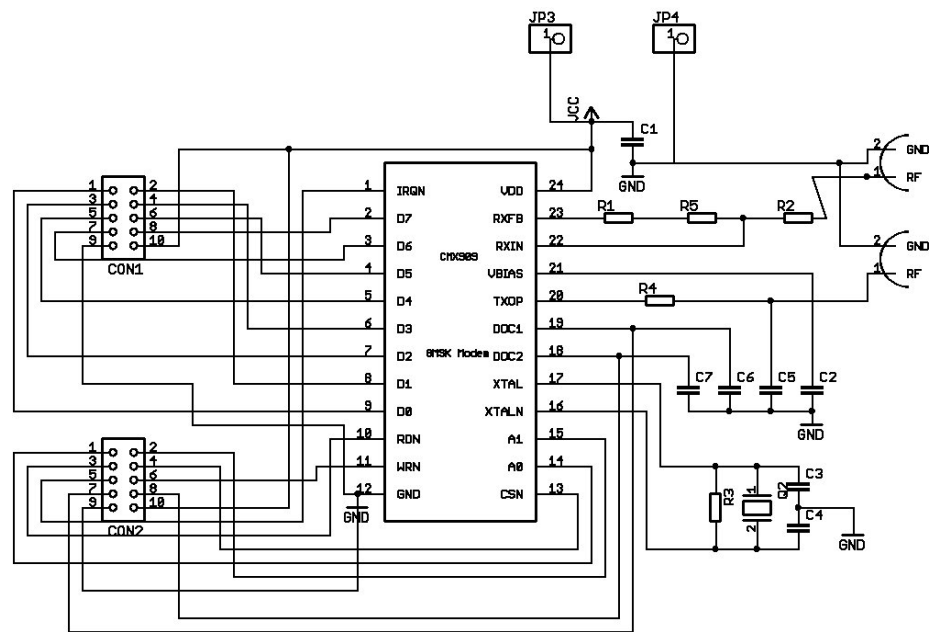 JP3
1
JP4
1
VCC
C1
GND
2 GND
1 RF
2 GND
1 RF
1 2
3 4
5 6
7 8
9 10
CON1
CMX909
GMSK Modem
1 IRQN
2 D7
3 D6
4 D5
5 D4
6 D3
7 D2
8 D1
9 D0
10 RDN
11 WRN
12 GND
GND
VDD 24
RXFB 23
RXIN 22
VBIAS 21
TXOP 20
DOC1 19
DOC2 18
XTAL 17
XTALN 16
A1 15
A0 14
CSN 13
R1 R5 R2
R4
C7 C6 C5 C2
GND
R3
1
2
Q2
C3
C4
GND
1 2
3 4
5 6
7 8
9 10
CON2